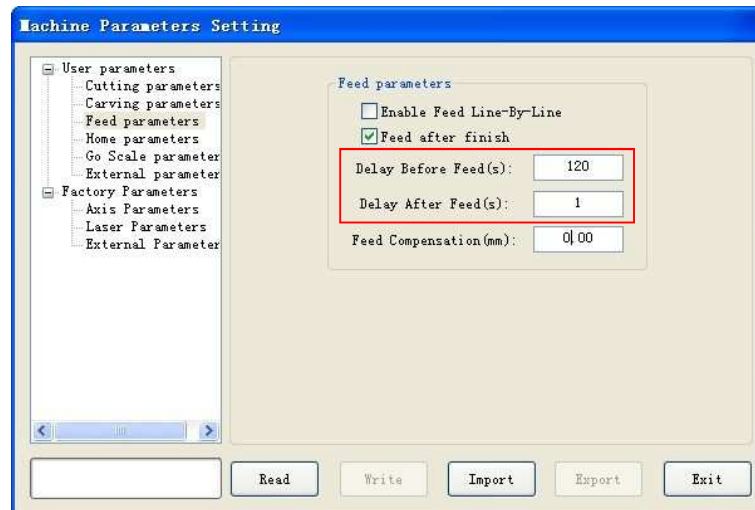 Machine Parameters Setting
User parameters
Cutting parameters
Carving parameters
Feed parameters
Home parameters
Go Scale parameter
External parameter
Factory Parameters
Axis Parameters
Laser Parameters
External Parameter
Feed parameters
Enable Feed Line-By-Line
Feed after finish
Delay Before Feed(s): 120
Delay After Feed(s): 1
Feed Compensation(mm): 0.00
Read Write Import Export Exit